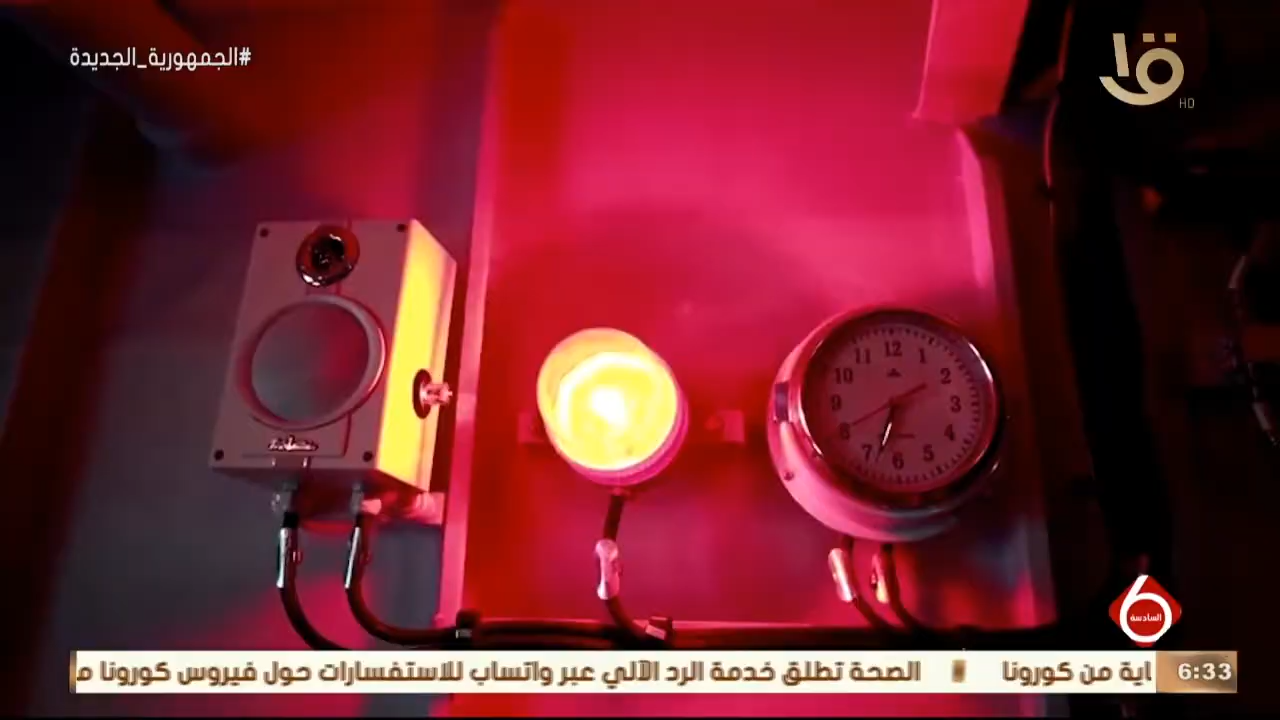 #الجمهورية_الجديدة
HD
12
11 1
10 2
9 3
8 4
7 5
6
6
السادسة
اية من كورونا ▪ الصحة تطلق خدمة الرد الآلي عبر واتساب للاستفسارات حول فيروس كورونا م
6:33